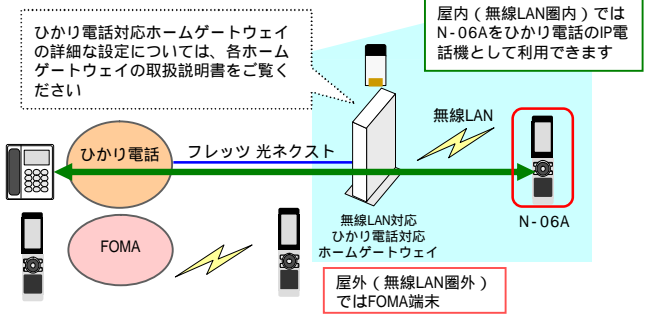 ひかり電話対応ホームゲートウェイ
の詳細な設定については、各ホーム
ゲートウェイの取扱説明書をご覧く
ださい
屋内（無線LAN圏内）では
N-06Aをひかり電話のIP電
話機として利用できます
無線LAN
ひかり電話
フレッツ 光ネクスト
N-06A
無線LAN対応
ひかり電話対応
ホームゲートウェイ
FOMA
屋外（無線LAN圏外）
ではFOMA端末